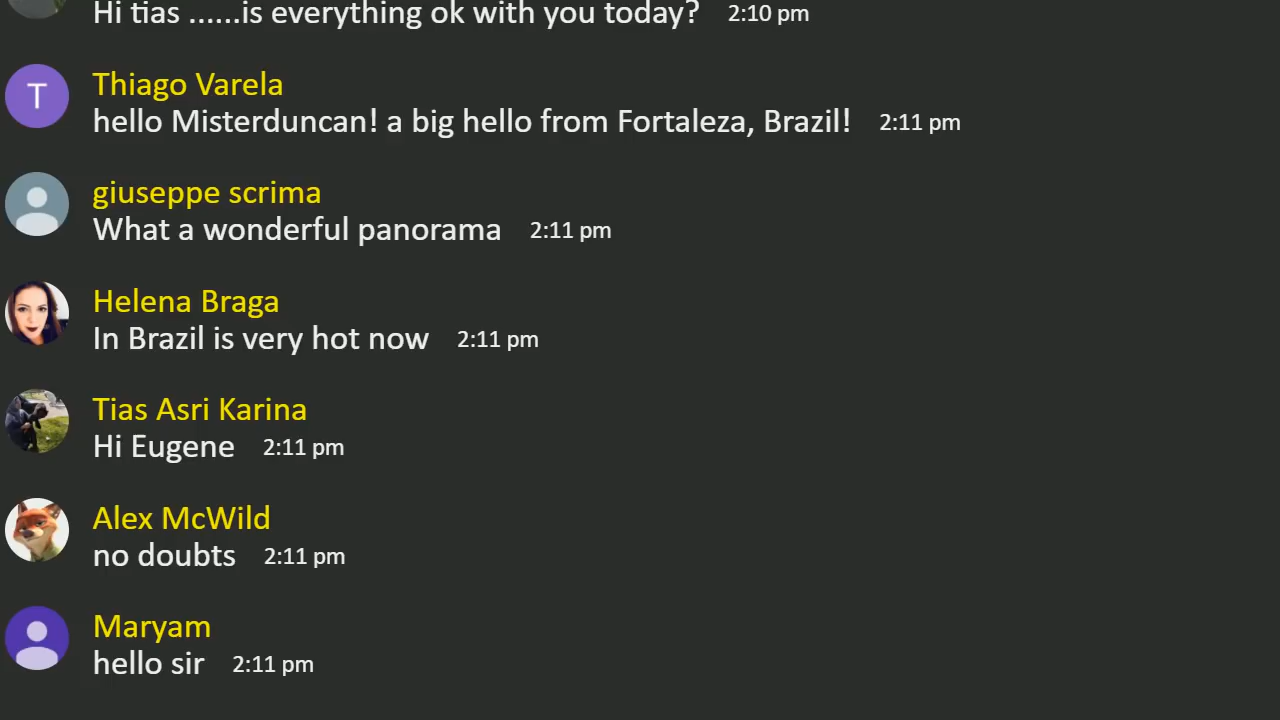 Hi tias ......is everything ok with you today? 2:10 pm
T
Thiago Varela
hello Misterduncan! a big hello from Fortaleza, Brazil! 2:11 pm
giuseppe scrima
What a wonderful panorama 2:11 pm
Helena Braga
In Brazil is very hot now 2:11 pm
Tias Asri Karina
Hi Eugene 2:11 pm
Alex McWild
no doubts 2:11 pm
Maryam
hello sir 2:11 pm